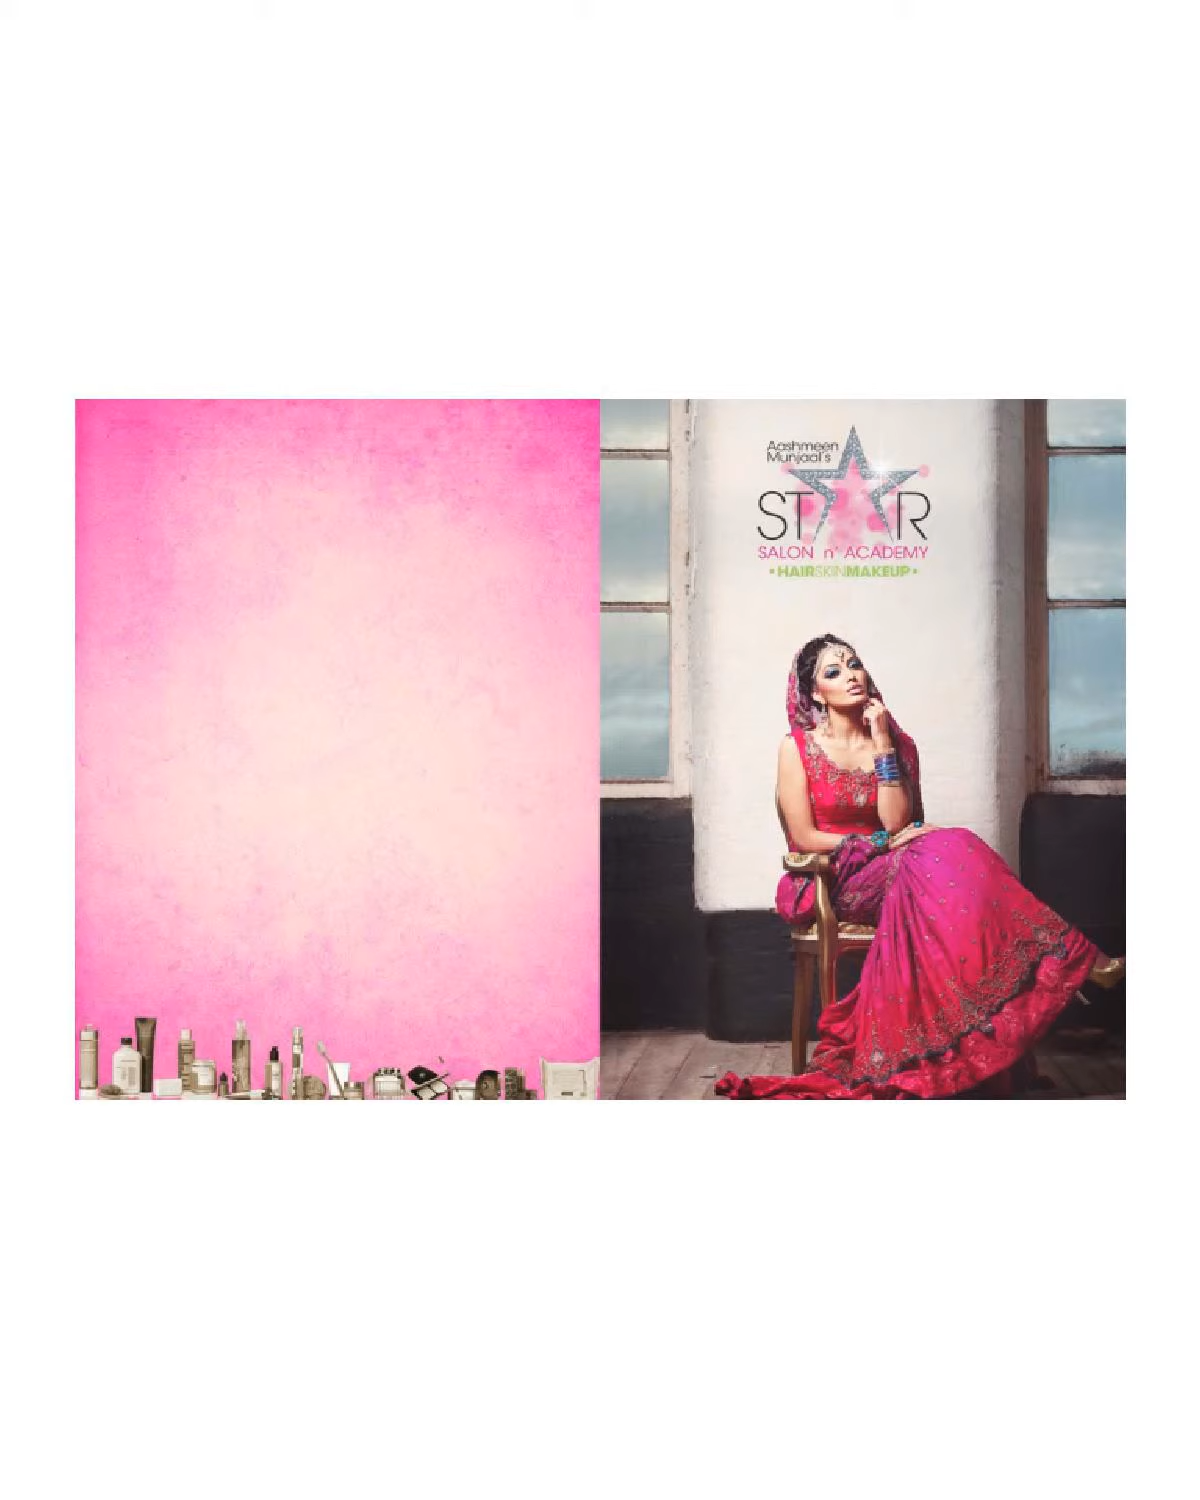 Aashmeen
Munjaal's
STAR
SALON n' ACADEMY
• HAIRSKINMAKEUP •